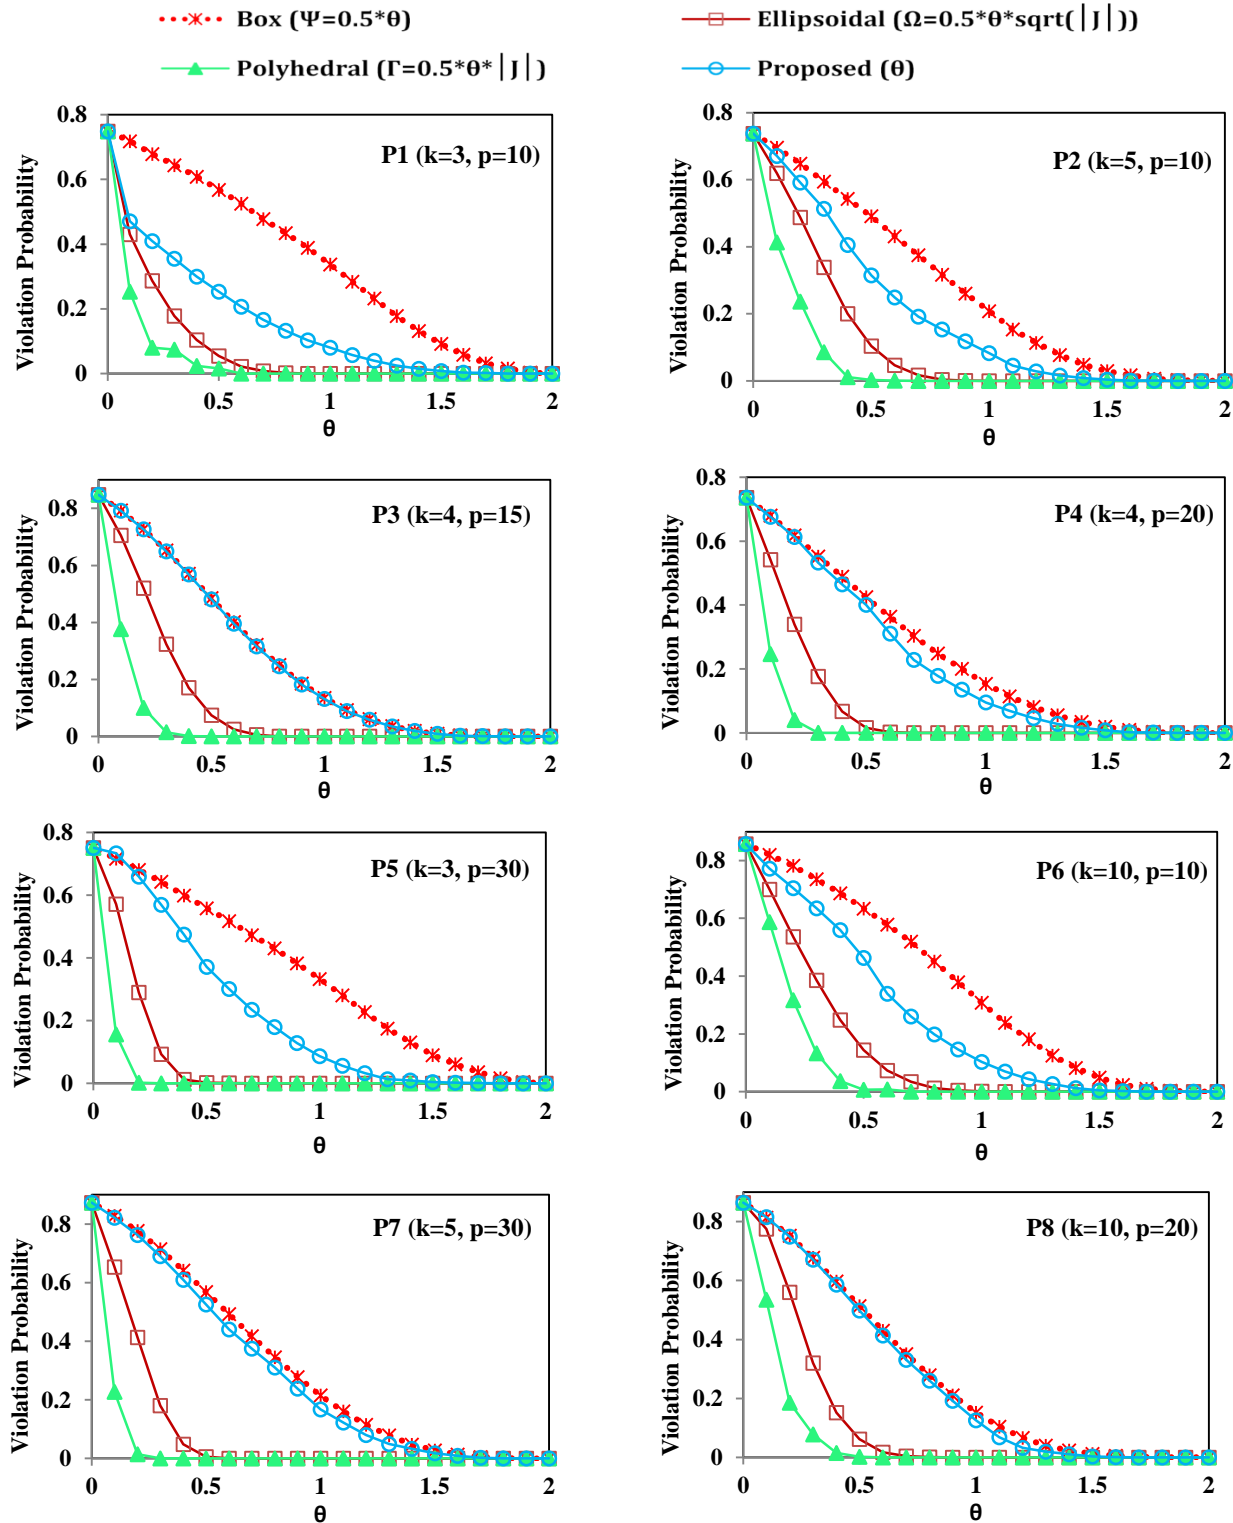 Box (Ψ=0.5*θ)
Ellipsoidal (Ω=0.5*θ*sqrt(|J|))
Polyhedral (Γ=0.5*θ*|J|)
Proposed (θ)
P1 (k=3, p=10)
Violation Probability
0.8
0.6
0.4
0.2
0
0 0.5 1 1.5 2
θ
P2 (k=5, p=10)
Violation Probability
0.8
0.6
0.4
0.2
0
0 0.5 1 1.5 2
θ
P3 (k=4, p=15)
Violation Probability
0.8
0.6
0.4
0.2
0
0 0.5 1 1.5 2
θ
P4 (k=4, p=20)
Violation Probability
0.8
0.6
0.4
0.2
0
0 0.5 1 1.5 2
θ
P5 (k=3, p=30)
Violation Probability
0.8
0.6
0.4
0.2
0
0 0.5 1 1.5 2
θ
P6 (k=10, p=10)
Violation Probability
0.8
0.6
0.4
0.2
0
0 0.5 1 1.5 2
θ
P7 (k=5, p=30)
Violation Probability
0.8
0.6
0.4
0.2
0
0 0.5 1 1.5 2
θ
P8 (k=10, p=20)
Violation Probability
0.8
0.6
0.4
0.2
0
0 0.5 1 1.5 2
θ